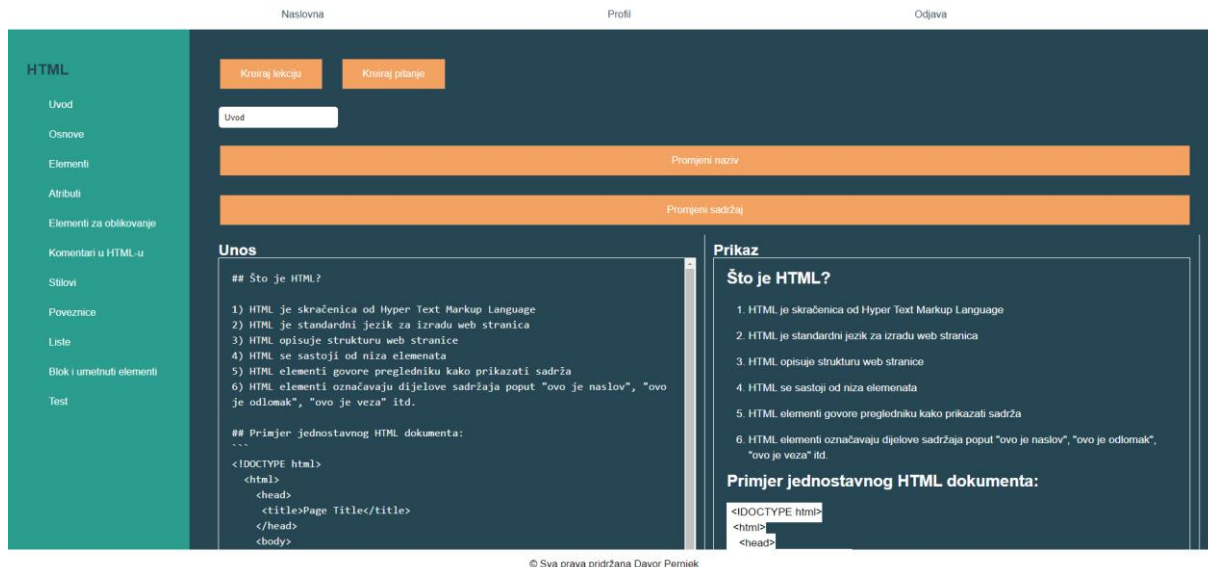 Naslovna Profil Odjava
HTML
Uvod
Osnove
Elementi
Atributi
Elementi za oblikovanje
Komentari u HTML-u
Stilovi
Poveznice
Liste
Blok i umetnuti elementi
Test
Kreiraj lekciju Kreiraj pitanje
Uvod
Promjeni naziv
Promjeni sadržaj
Unos
## Što je HTML?
1) HTML je skračenica od Hyper Text Markup Language
2) HTML je standardni jezik za izradu web stranica
3) HTML opisuje strukturu web stranice
4) HTML se sastoji od niza elemenata
5) HTML elementi govore pregledniku kako prikazati sadrža
6) HTML elementi označavaju dijelove sadržaja poput "ovo je naslov", "ovo
je odlomak", "ovo je veza" itd.
## Primjer jednostavnog HTML dokumenta:
```
<!DOCTYPE html>
<html>
<head>
<title>Page Title</title>
</head>
<body>
Prikaz
Što je HTML?
1. HTML je skračenica od Hyper Text Markup Language
2. HTML je standardni jezik za izradu web stranica
3. HTML opisuje strukturu web stranice
4. HTML se sastoji od niza elemenata
5. HTML elementi govore pregledniku kako prikazati sadrža
6. HTML elementi označavaju dijelove sadržaja poput "ovo je naslov", "ovo je odlomak",
"ovo je veza" itd.
Primjer jednostavnog HTML dokumenta:
<!DOCTYPE html>
<html>
<head>
© Sva prava pridržana Davor Pernjek